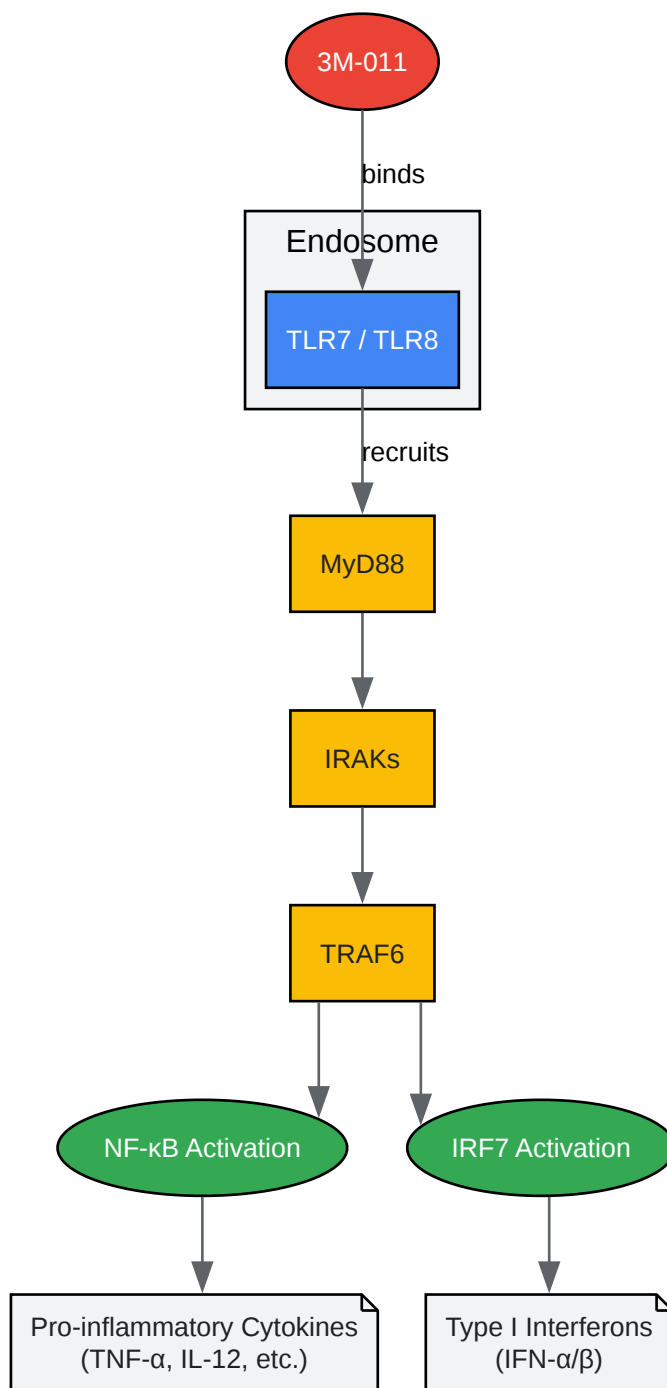 3M-011
binds
Endosome
TLR7 / TLR8
recruits
MyD88
IRAKs
TRAF6
NF-κB Activation
IRF7 Activation
Pro-inflammatory Cytokines
(TNF-α, IL-12, etc.)
Type I Interferons
(IFN-α/β)